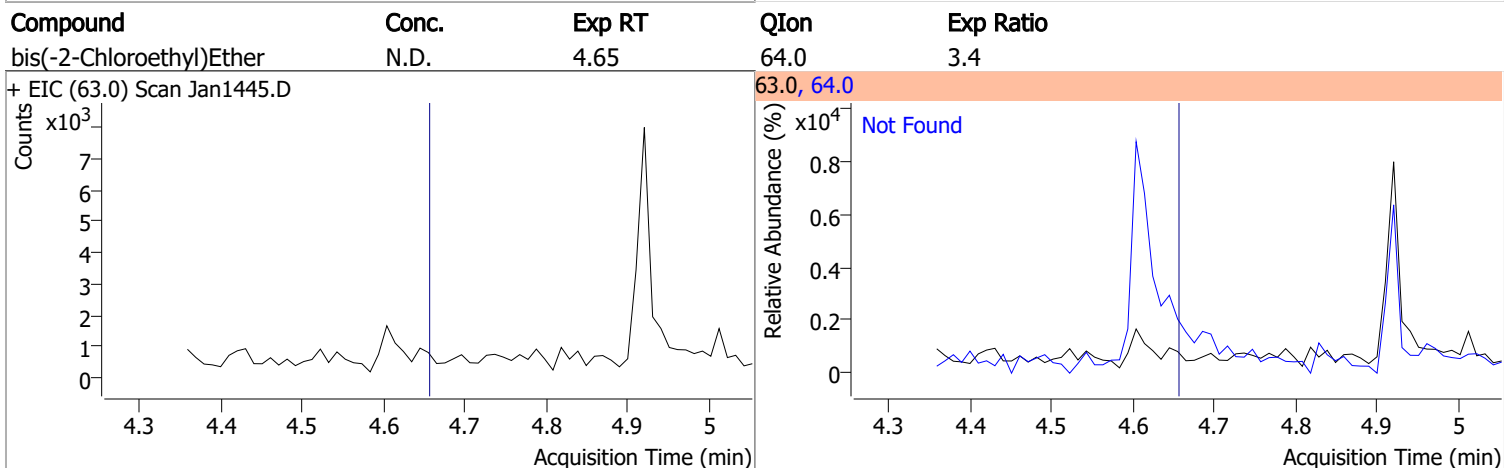 Compound Conc. Exp RT QIon Exp Ratio
bis(-2-Chloroethyl)Ether N.D. 4.65 64.0 3.4
+ EIC (63.0) Scan Jan1445.D
Counts
x10³
7
6
5
4
3
2
1
0
4.3 4.4 4.5 4.6 4.7 4.8 4.9 5
Acquisition Time (min)
63.0, 64.0
Relative Abundance (%)
x10⁴
Not Found
0.8
0.6
0.4
0.2
0
4.3 4.4 4.5 4.6 4.7 4.8 4.9 5
Acquisition Time (min)